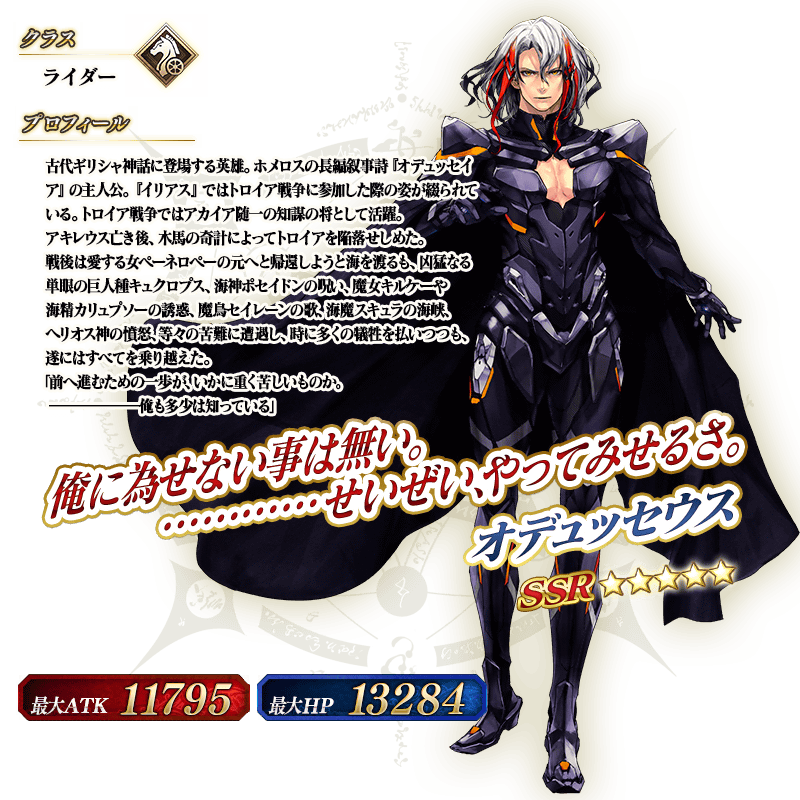 クラス
ライダー
プロフィール
古代ギリシャ神話に登場する英雄。ホメロスの長編叙事詩『オデュッセイ
ア』の主人公。『イリアス』ではトロイア戦争に参加した際の姿が綴られて
いる。トロイア戦争ではアカイア随一の知謀の将として活躍。
アキレウス亡き後、木馬の奇計によってトロイアを陥落せしめた。
戦後は愛する女ペーネロペーの元へと帰還しようと海を渡るも、凶猛なる
単眼の巨人種キュクロプス、海神ポセイドンの呪い、魔女キルケーや
海精カリュプソーの誘惑、魔鳥セイレーンの歌、海魔スキュラの海峡、
ヘリオス神の憤怒、等々の苦難に遭遇し、時に多くの犠牲を払いつつも、
遂にはすべてを乗り越えた。
「前へ進むための一歩が、いかに重く苦しいものか。
――――――俺も多少は知っている」
俺に為せない事は無い。
…………せいぜい、やってみせるさ。
オデュッセウス
SSR ★★★★★
最大ATK 11795
最大HP 13284